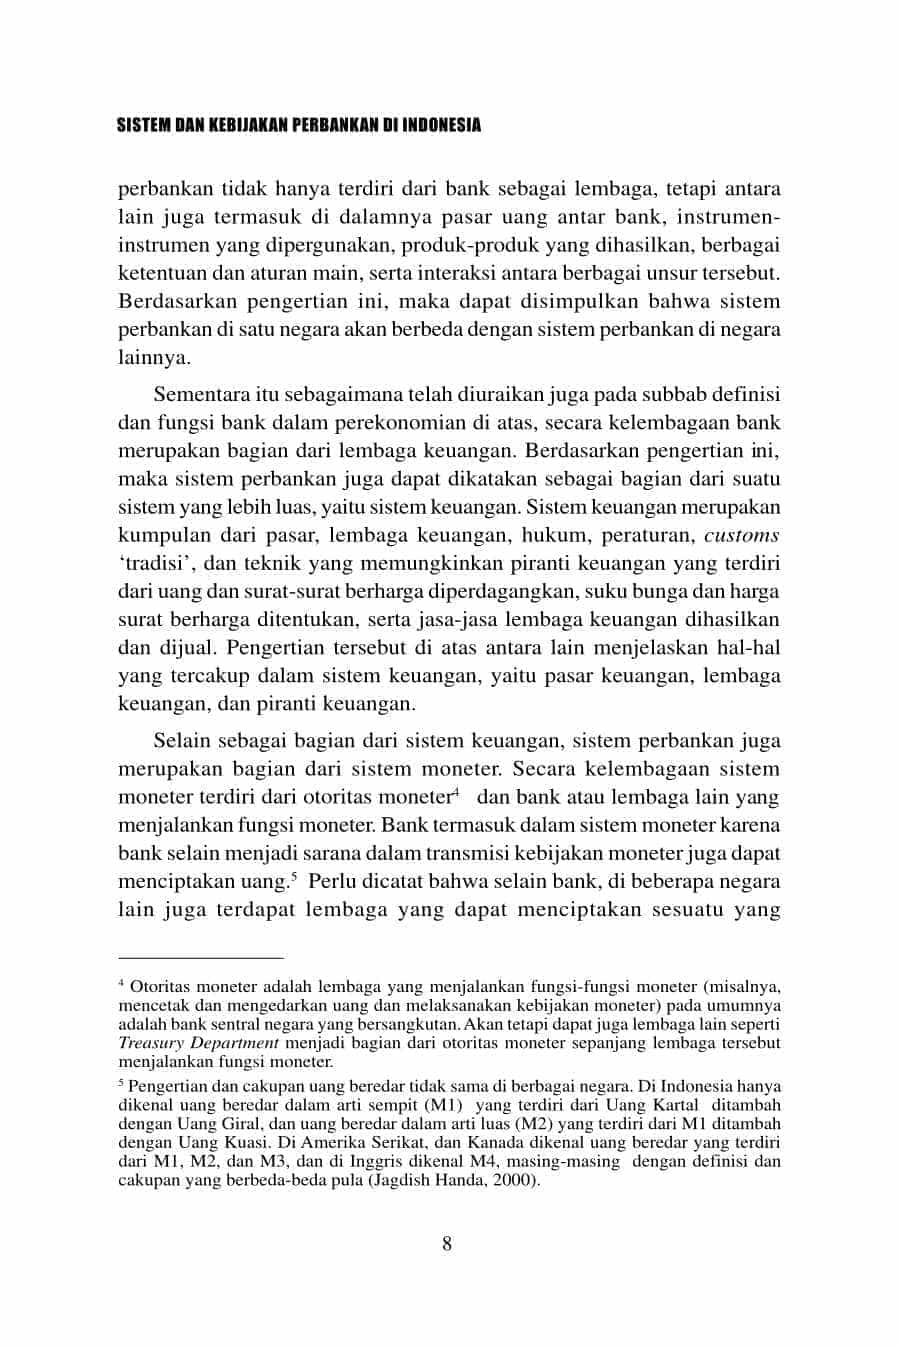 SISTEM DAN KEBIJAKAN PERBANKAN DI INDONESIA
perbankan tidak hanya terdiri dari bank sebagai lembaga, tetapi antara
lain juga termasuk di dalamnya pasar uang antar bank, instrumen-
instrumen yang dipergunakan, produk-produk yang dihasilkan, berbagai
ketentuan dan aturan main, serta interaksi antara berbagai unsur tersebut.
Berdasarkan pengertian ini, maka dapat disimpulkan bahwa sistem
perbankan di satu negara akan berbeda dengan sistem perbankan di negara
lainnya.
Sementara itu sebagaimana telah diuraikan juga pada subbab definisi
dan fungsi bank dalam perekonomian di atas, secara kelembagaan bank
merupakan bagian dari lembaga keuangan. Berdasarkan pengertian ini,
maka sistem perbankan juga dapat dikatakan sebagai bagian dari suatu
sistem yang lebih luas, yaitu sistem keuangan. Sistem keuangan merupakan
kumpulan dari pasar, lembaga keuangan, hukum, peraturan, customs
‘tradisi’, dan teknik yang memungkinkan piranti keuangan yang terdiri
dari uang dan surat-surat berharga diperdagangkan, suku bunga dan harga
surat berharga ditentukan, serta jasa-jasa lembaga keuangan dihasilkan
dan dijual. Pengertian tersebut di atas antara lain menjelaskan hal-hal
yang tercakup dalam sistem keuangan, yaitu pasar keuangan, lembaga
keuangan, dan piranti keuangan.
Selain sebagai bagian dari sistem keuangan, sistem perbankan juga
merupakan bagian dari sistem moneter. Secara kelembagaan sistem
moneter terdiri dari otoritas moneter⁴ dan bank atau lembaga lain yang
menjalankan fungsi moneter. Bank termasuk dalam sistem moneter karena
bank selain menjadi sarana dalam transmisi kebijakan moneter juga dapat
menciptakan uang.⁵ Perlu dicatat bahwa selain bank, di beberapa negara
lain juga terdapat lembaga yang dapat menciptakan sesuatu yang
⁴ Otoritas moneter adalah lembaga yang menjalankan fungsi-fungsi moneter (misalnya,
mencetak dan mengedarkan uang dan melaksanakan kebijakan moneter) pada umumnya
adalah bank sentral negara yang bersangkutan. Akan tetapi dapat juga lembaga lain seperti
Treasury Department menjadi bagian dari otoritas moneter sepanjang lembaga tersebut
menjalankan fungsi moneter.
⁵ Pengertian dan cakupan uang beredar tidak sama di berbagai negara. Di Indonesia hanya
dikenal uang beredar dalam arti sempit (M1) yang terdiri dari Uang Kartal ditambah
dengan Uang Giral, dan uang beredar dalam arti luas (M2) yang terdiri dari M1 ditambah
dengan Uang Kuasi. Di Amerika Serikat, dan Kanada dikenal uang beredar yang terdiri
dari M1, M2, dan M3, dan di Inggris dikenal M4, masing-masing dengan definisi dan
cakupan yang berbeda-beda pula (Jagdish Handa, 2000).
8